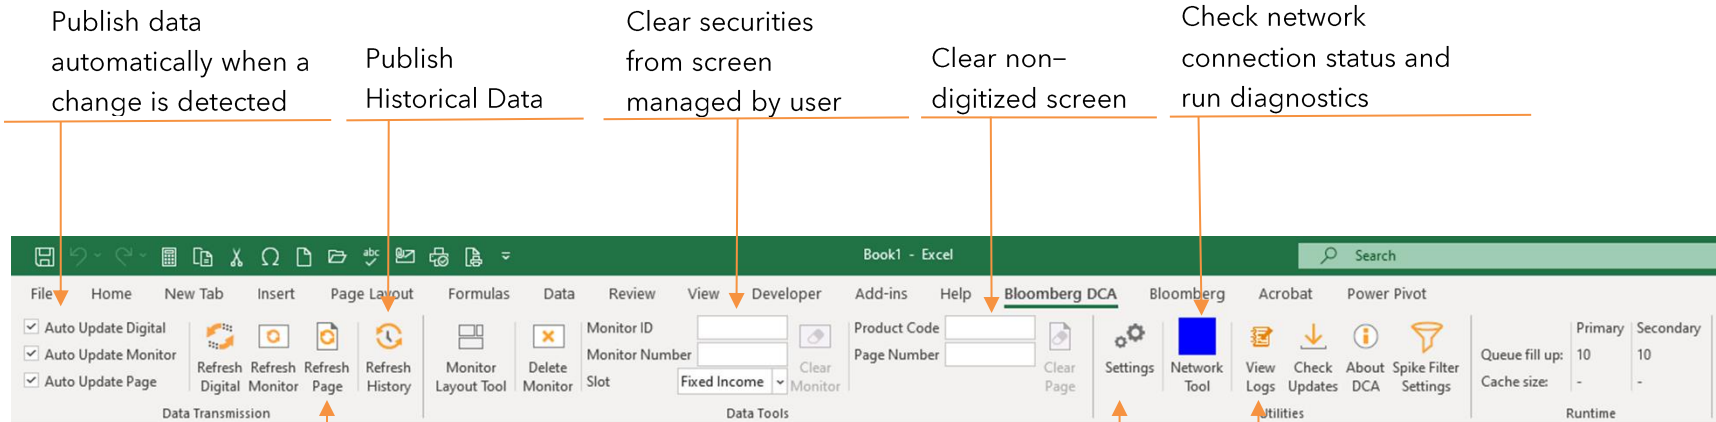 Publish data
automatically when a
change is detected
Publish
Historical Data
Clear securities
from screen
managed by user
Clear non-
digitized screen
Check network
connection status and
run diagnostics
abc
Book1 - Excel
Search
File Home New Tab Insert Page Layout Formulas Data Review View Developer Add-ins Help Bloomberg DCA Bloomberg Acrobat Power Pivot
Auto Update Digital
Auto Update Monitor
Auto Update Page
Refresh
Digital
Refresh
Monitor
Refresh
Page
Refresh
History
Data Transmission
Monitor
Layout Tool
Delete
Monitor
Monitor ID
Monitor Number
Slot
Fixed Income
Clear
Monitor
Product Code
Page Number
Clear
Page
Data Tools
Settings
Network
Tool
View
Logs
Check
Updates
About
DCA
Spike Filter
Settings
Utilities
Primary Secondary
Queue fill up: 10 10
Cache size: - -
Runtime